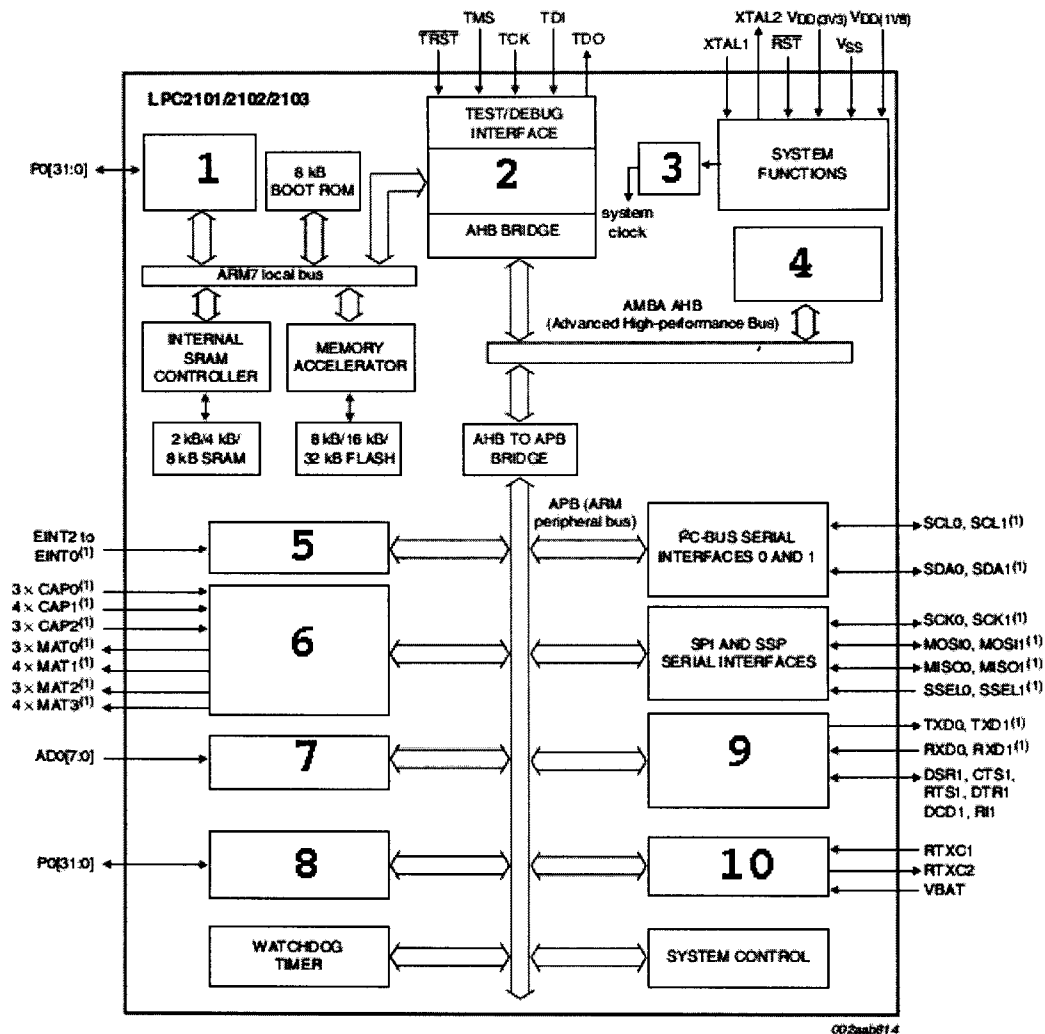 TMS
TDI
TRST
TCK
TDO
XTAL2 VDD(3V3) VDD(1V8)
XTAL1
RST
VSS
LPC2101/2102/2103
TEST/DEBUG
INTERFACE
2
AHB BRIDGE
P0[31:0]
1
8 kB
BOOT ROM
3
SYSTEM
FUNCTIONS
system
clock
4
ARM7 local bus
AMBA AHB
(Advanced High-performance Bus)
INTERNAL
SRAM
CONTROLLER
MEMORY
ACCELERATOR
2 kB/4 kB/
8 kB SRAM
8 kB/16 kB/
32 kB FLASH
AHB TO APB
BRIDGE
APB (ARM
peripheral bus)
EINT2 to
EINT0(1)
5
I2C-BUS SERIAL
INTERFACES 0 AND 1
SCL0, SCL1(1)
SDA0, SDA1(1)
3 × CAP0(1)
4 × CAP1(1)
3 × CAP2(1)
3 × MAT0(1)
4 × MAT1(1)
3 × MAT2(1)
4 × MAT3(1)
6
SPI AND SSP
SERIAL INTERFACES
SCK0, SCK1(1)
MOSI0, MOSI1(1)
MISO0, MISO1(1)
SSEL0, SSEL1(1)
AD0[7:0]
7
9
TXD0, TXD1(1)
RXD0, RXD1(1)
DSR1, CTS1,
RTS1, DTR1
DCD1, RI1
P0[31:0]
8
10
RTXC1
RTXC2
VBAT
WATCHDOG
TIMER
SYSTEM CONTROL
002aab814